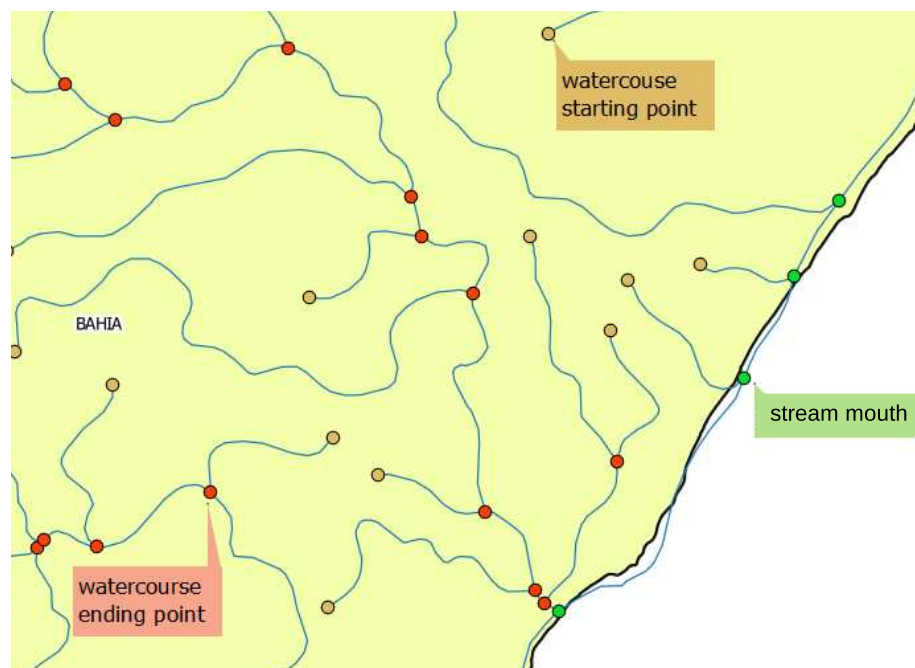 watercouse
starting point
BAHIA
stream mouth
watercourse
ending point